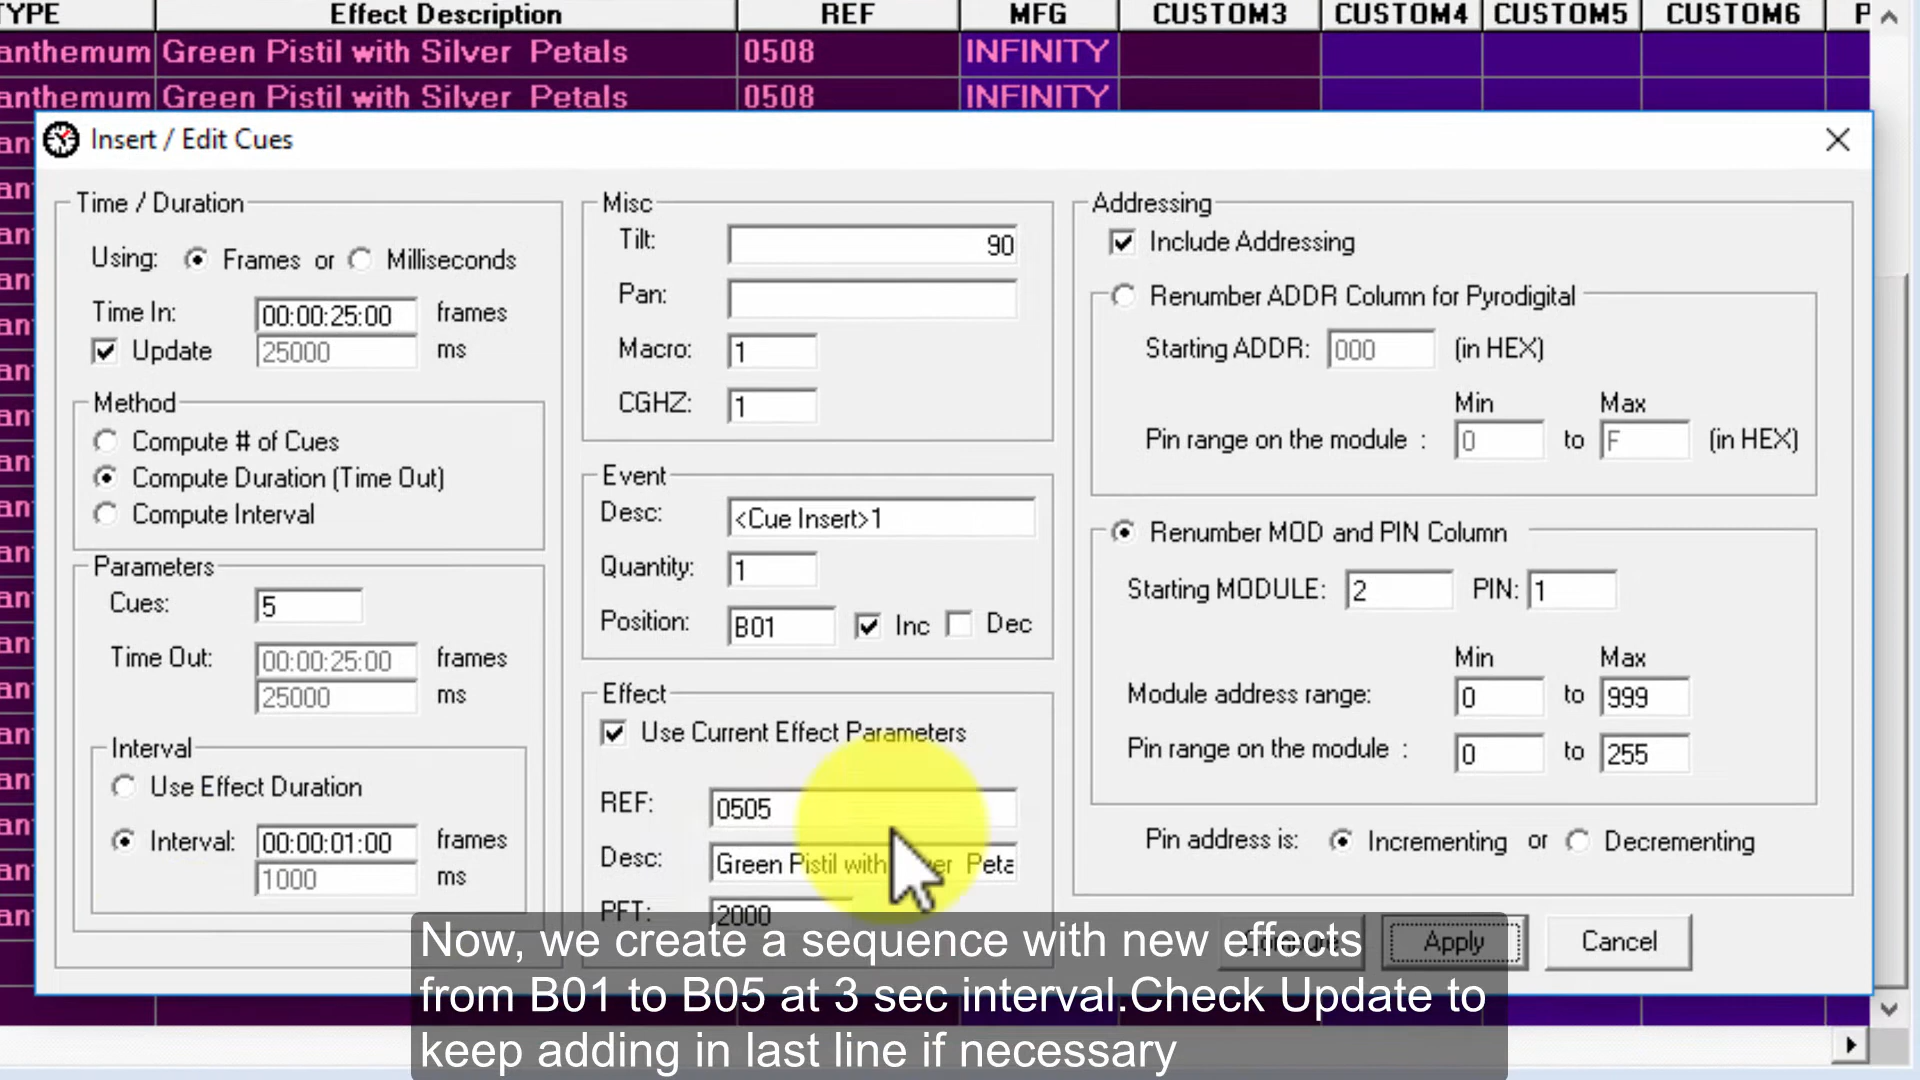 TYPE Effect Description REF MFG CUSTOM3 CUSTOM4 CUSTOM5 CUSTOM6 P
anthemum Green Pistil with Silver  Petals 0508 INFINITY
anthemum Green Pistil with Silver  Petals 0508 INFINITY
Insert / Edit Cues
Time / Duration
Using: Frames or Milliseconds
Time In: 00:00:25:00 frames
Update 25000 ms
Method
Compute # of Cues
Compute Duration (Time Out)
Compute Interval
Parameters
Cues: 5
Time Out: 00:00:25:00 frames
25000 ms
Interval
Use Effect Duration
Interval: 00:00:01:00 frames
1000 ms
Misc
Tilt: 90
Pan:
Macro: 1
CGHZ: 1
Event
Desc: <Cue Insert>1
Quantity: 1
Position: B01 Inc Dec
Effect
Use Current Effect Parameters
REF: 0505
Desc: Green Pistil with Silver  Peta
PFT: 2000
Addressing
Include Addressing
Renumber ADDR Column for Pyrodigital
Starting ADDR: 000 (in HEX)
Min Max
Pin range on the module : 0 to F (in HEX)
Renumber MOD and PIN Column
Starting MODULE: 2 PIN: 1
Min Max
Module address range: 0 to 999
Pin range on the module : 0 to 255
Pin address is: Incrementing or Decrementing
Apply Cancel
Now, we create a sequence with new effects
from B01 to B05 at 3 sec interval.Check Update to
keep adding in last line if necessary